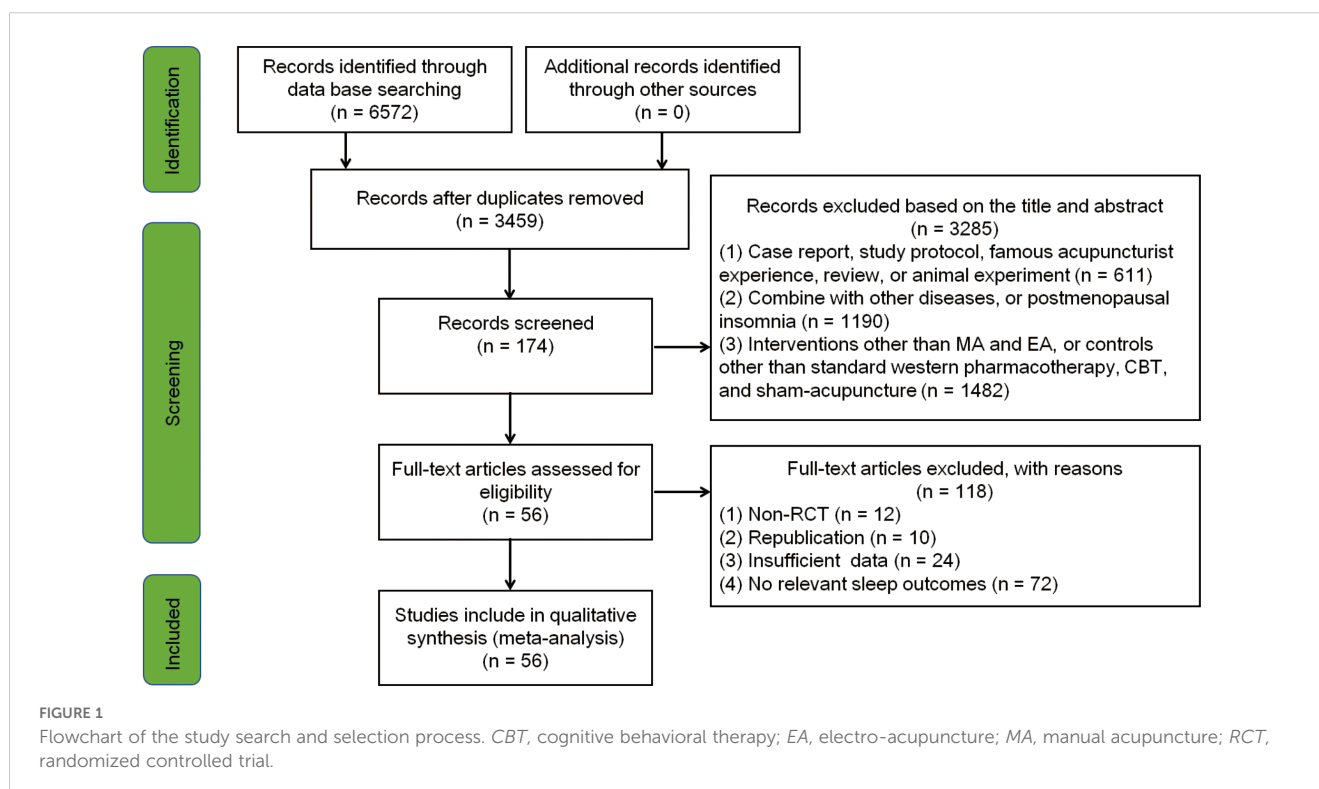 Identification
Records identified through
data base searching
(n = 6572)
Additional records identified
through other sources
(n = 0)
Records after duplicates removed
(n = 3459)
Screening
Records screened
(n = 174)
Records excluded based on the title and abstract
(n = 3285)
(1) Case report, study protocol, famous acupuncturist
experience, review, or animal experiment (n = 611)
(2) Combine with other diseases, or postmenopausal
insomnia (n = 1190)
(3) Interventions other than MA and EA, or controls
other than standard western pharmacotherapy, CBT,
and sham-acupuncture (n = 1482)
Full-text articles assessed for
eligibility
(n = 56)
Full-text articles excluded, with reasons
(n = 118)
(1) Non-RCT (n = 12)
(2) Republication (n = 10)
(3) Insufficient data (n = 24)
(4) No relevant sleep outcomes (n = 72)
Included
Studies include in qualitative
synthesis (meta-analysis)
(n = 56)
FIGURE 1
Flowchart of the study search and selection process. CBT, cognitive behavioral therapy; EA, electro-acupuncture; MA, manual acupuncture; RCT,
randomized controlled trial.